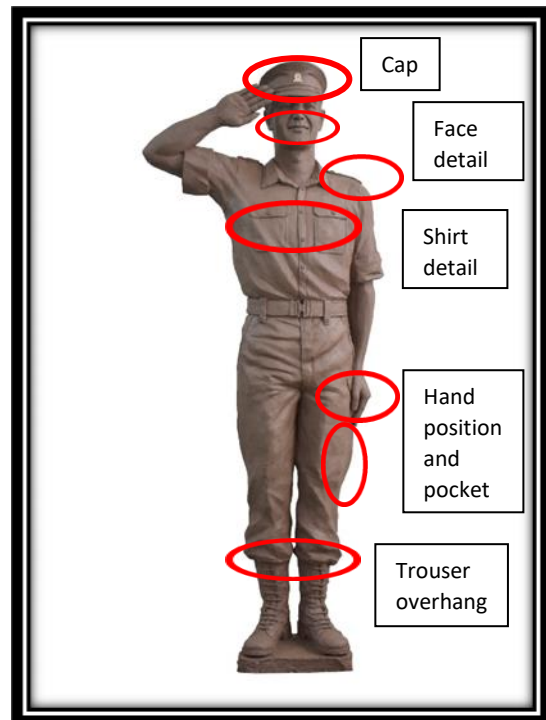 Cap
Face
detail
Shirt
detail
Hand
position
and
pocket
Trouser
overhang